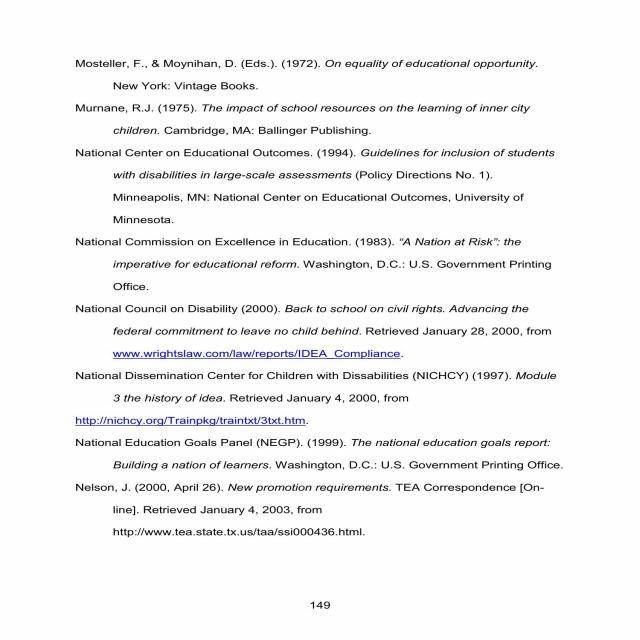 Mosteller, F., & Moynihan, D. (Eds.). (1972). On equality of educational opportunity.
New York: Vintage Books.
Murnane, R.J. (1975). The impact of school resources on the learning of inner city
children. Cambridge, MA: Ballinger Publishing.
National Center on Educational Outcomes. (1994). Guidelines for inclusion of students
with disabilities in large-scale assessments (Policy Directions No. 1).
Minneapolis, MN: National Center on Educational Outcomes, University of
Minnesota.
National Commission on Excellence in Education. (1983). “A Nation at Risk”: the
imperative for educational reform. Washington, D.C.: U.S. Government Printing
Office.
National Council on Disability (2000). Back to school on civil rights. Advancing the
federal commitment to leave no child behind. Retrieved January 28, 2000, from
www.wrightslaw.com/law/reports/IDEA_Compliance.
National Dissemination Center for Children with Dissabilities (NICHCY) (1997). Module
3 the history of idea. Retrieved January 4, 2000, from
http://nichcy.org/Trainpkg/traintxt/3txt.htm.
National Education Goals Panel (NEGP). (1999). The national education goals report:
Building a nation of learners. Washington, D.C.: U.S. Government Printing Office.
Nelson, J. (2000, April 26). New promotion requirements. TEA Correspondence [On-
line]. Retrieved January 4, 2003, from
http://www.tea.state.tx.us/taa/ssi000436.html.
149